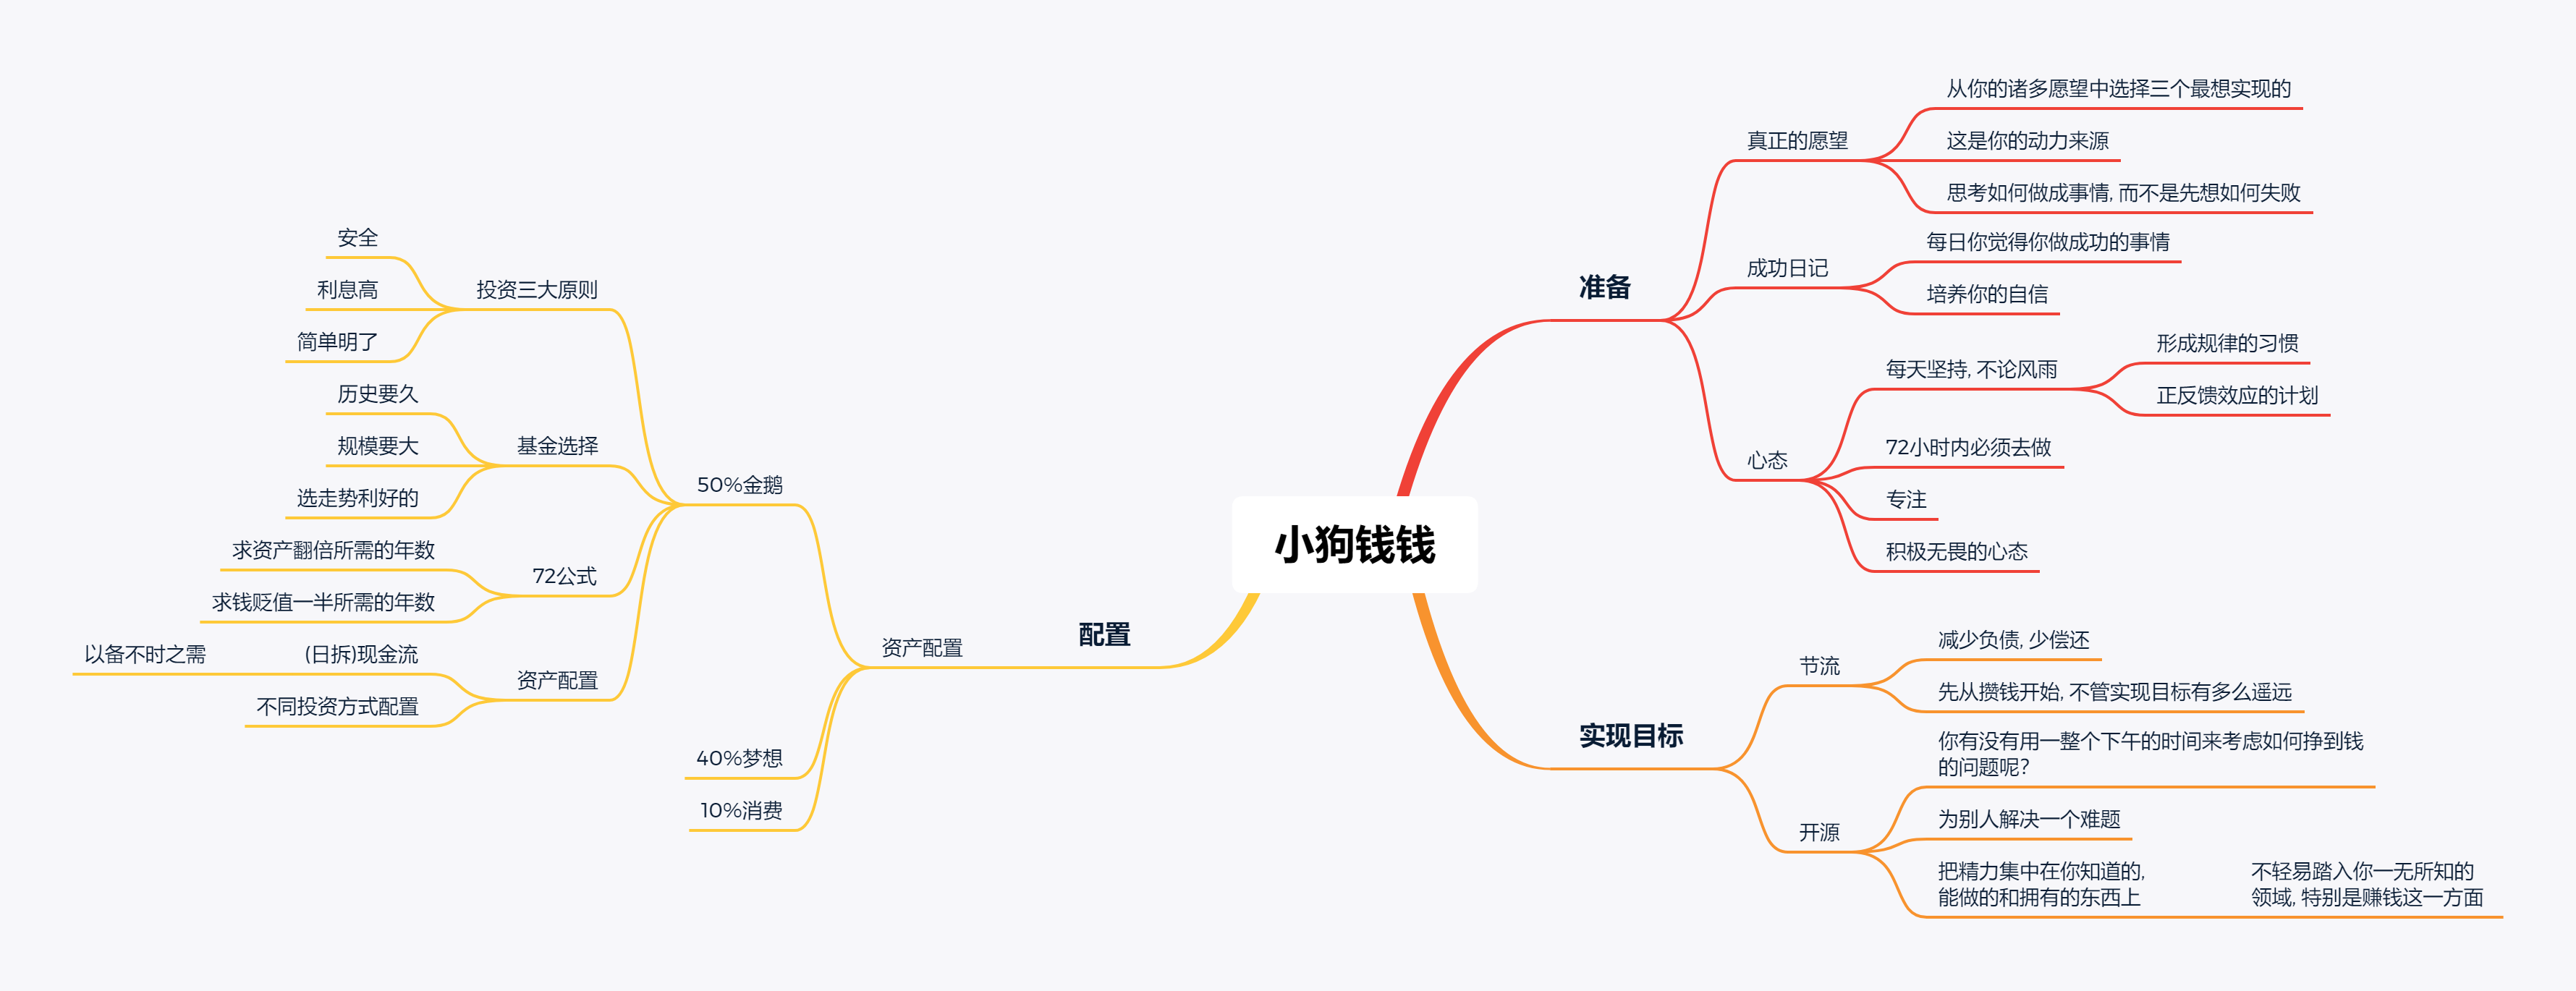 小狗钱钱
准备
真正的愿望
从你的诸多愿望中选择三个最想实现的
这是你的动力来源
思考如何做成事情, 而不是先想如何失败
成功日记
每日你觉得你做成功的事情
培养你的自信
心态
每天坚持, 不论风雨
形成规律的习惯
正反馈效应的计划
72小时内必须去做
专注
积极无畏的心态
实现目标
节流
减少负债, 少偿还
先从攒钱开始, 不管实现目标有多么遥远
开源
你有没有用一整个下午的时间来考虑如何挣到钱
的问题呢?
为别人解决一个难题
把精力集中在你知道的,
能做的和拥有的东西上
不轻易踏入你一无所知的
领域, 特别是赚钱这一方面
配置
资产配置
50%金鹅
投资三大原则
安全
利息高
简单明了
基金选择
历史要久
规模要大
选走势利好的
72公式
求资产翻倍所需的年数
求钱贬值一半所需的年数
资产配置
(日拆)现金流
以备不时之需
不同投资方式配置
40%梦想
10%消费